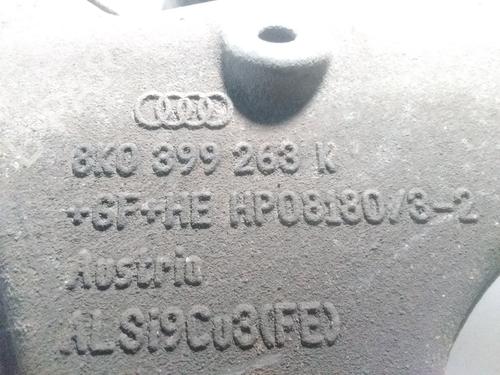 8K0 399 263 K
+GF+HE HP08180/3-2
Austria
ALSi9Cu3(FE)